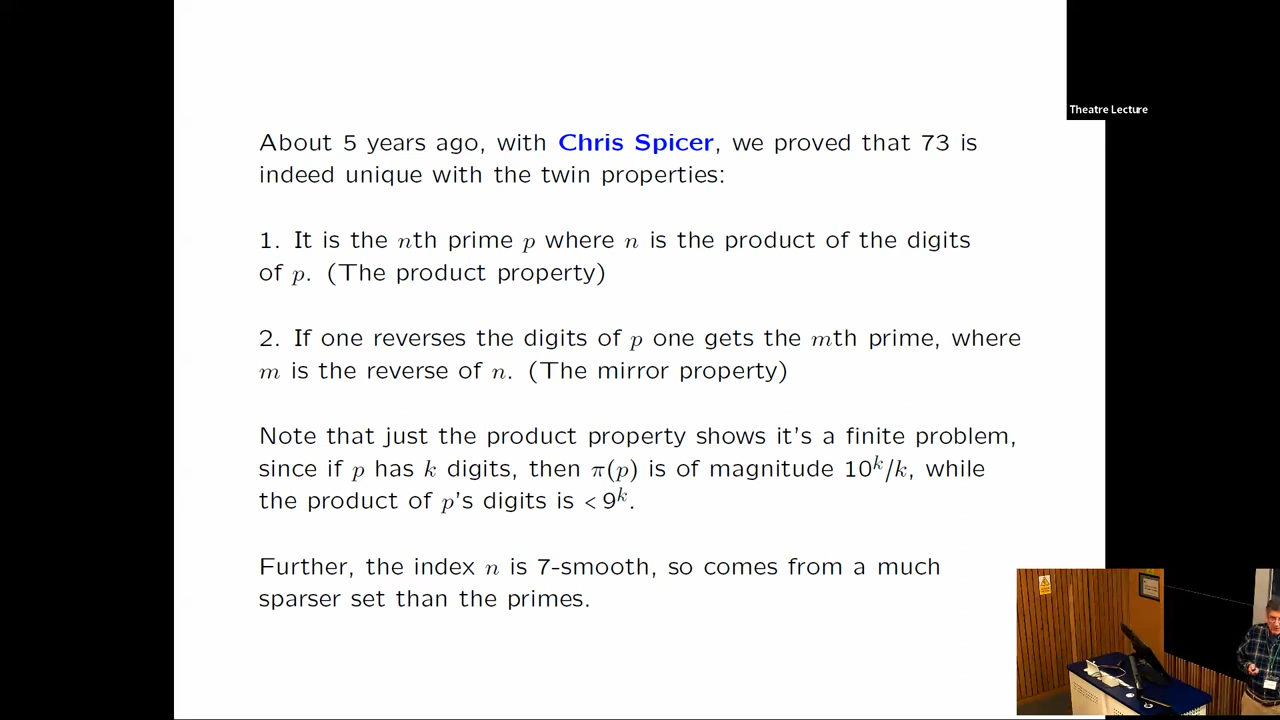 Theatre Lecture
About 5 years ago, with Chris Spicer, we proved that 73 is
indeed unique with the twin properties:
1. It is the nth prime p where n is the product of the digits
of p. (The product property)
2. If one reverses the digits of p one gets the mth prime, where
m is the reverse of n. (The mirror property)
Note that just the product property shows it's a finite problem,
since if p has k digits, then π(p) is of magnitude 10^k/k, while
the product of p's digits is < 9^k.
Further, the index n is 7-smooth, so comes from a much
sparser set than the primes.